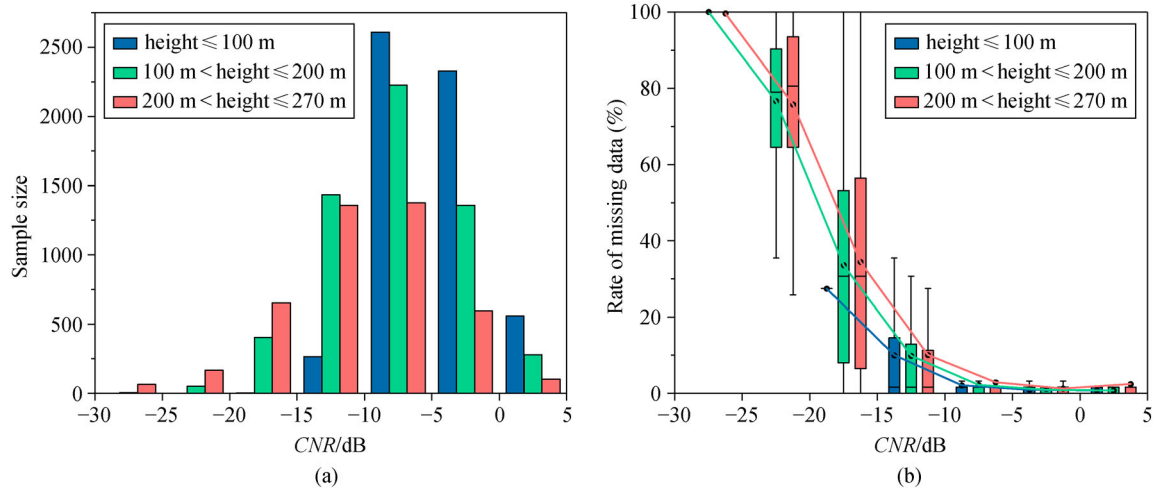 2500
2000
1500
1000
500
0
Sample size
height ≤ 100 m
100 m < height ≤ 200 m
200 m < height ≤ 270 m
−30
−25
−20
−15
−10
−5
0
5
CNR/dB
(a)
100
80
60
40
20
0
Rate of missing data (%)
height ≤ 100 m
100 m < height ≤ 200 m
200 m < height ≤ 270 m
−30
−25
−20
−15
−10
−5
0
5
CNR/dB
(b)